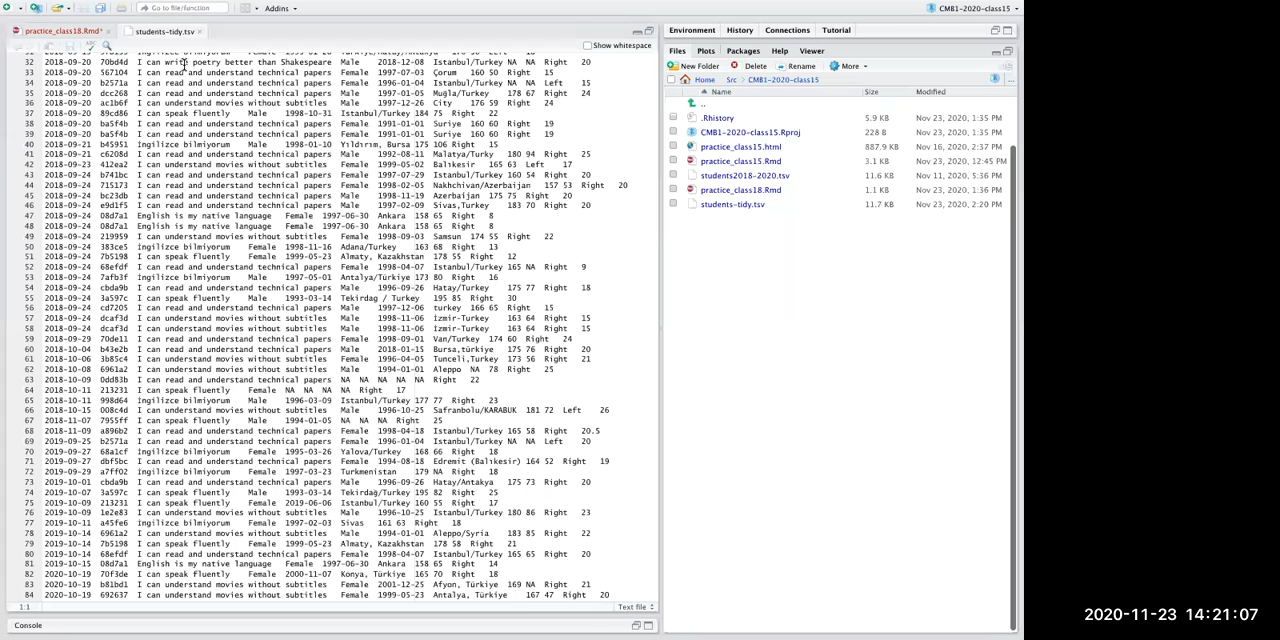 Go to file/function
Addins
CMB1-2020-class15
practice_class18.Rmd*
students-tidy.tsv
Show whitespace
32 2018-09-20 70bd4d I can write poetry better than Shakespeare Male 2018-12-08 Istanbul/Turkey NA NA Right 20
33 2018-09-20 567104 I can read and understand technical papers Female 1997-07-03 Çorum 160 50 Right 24
34 2018-09-20 b2571a I can read and understand technical papers Female 1996-01-04 Istanbul/Turkey NA NA Left 15
35 2018-09-20 dcc268 I can read and understand technical papers Female 1997-01-05 Muğla/Turkey 178 67 Right 24
36 2018-09-20 ac1b6f I can understand movies without subtitles Female 1997-12-26 City 176 59 Right 24
37 2018-09-20 89cd86 I can speak fluently Male 1998-10-31 Istanbul/Turkey 184 75 Right 22
38 2018-09-20 ba5f4b I can read and understand technical papers Female 1991-01-01 Suriye 160 60 Right 19
39 2018-09-20 ba5f4b I can read and understand technical papers Female 1991-01-01 Suriye 160 60 Right 19
40 2018-09-21 b45951 İngilizce bilmiyorum Male 1998-01-10 Yıldırım, Bursa 175 106 Right 15
41 2018-09-21 c6208d I can read and understand technical papers Male 1992-08-11 Malatya/Turky 180 94 Right 25
42 2018-09-23 412ea2 I can understand movies without subtitles Female 1999-05-02 Balıkesir 165 63 Left 17
43 2018-09-24 b741bc I can understand movies without subtitles Female 1997-07-29 Istanbul/Turkey 160 54 Right 20
44 2018-09-24 715173 I can read and understand technical papers Female 1998-02-05 Nakhchivan/Azerbaijan 157 53 Right 20
45 2018-09-24 bc23db I can read and understand technical papers Male 1998-11-19 Azerbaijan 175 75 Right 20
46 2018-09-24 e9d1f5 I can read and understand technical papers Male 1997-02-09 Sivas,Turkey 183 70 Right 20
47 2018-09-24 08d7a1 English is my native language Female 1997-06-30 Ankara 158 65 Right 8
48 2018-09-24 08d7a1 English is my native language Female 1997-06-30 Ankara 158 65 Right 8
49 2018-09-24 219959 I can understand movies without subtitles Female 1998-09-03 Samsun 174 55 Right 22
50 2018-09-24 383ce5 İngilizce bilmiyorum Female 1998-11-16 Adana/Turkey 163 68 Right 13
51 2018-09-24 7b5198 I can speak fluently Female 1999-05-23 Almaty, Kazakhstan 178 55 Right 12
52 2018-09-24 68efdf I can read and understand technical papers Female 1998-04-07 Istanbul/Turkey 165 NA Right 9
53 2018-09-24 7afb3f İngilizce bilmiyorum Male 1997-05-01 Antalya/Türkiye 173 80 Right 16
54 2018-09-24 cbda9b I can read and understand technical papers Male 1996-09-26 Hatay/Turkey 175 77 Right 18
55 2018-09-24 3a597c I can speak fluently Male 1993-03-14 Tekirdag / Turkey 195 85 Right 30
56 2018-09-24 cd7205 I can read and understand technical papers Male 1997-12-06 turkey 166 65 Right 15
57 2018-09-24 dcaf3d I can understand movies without subtitles Male 1998-11-06 İzmir-Turkey 163 64 Right 15
58 2018-09-24 dcaf3d I can understand movies without subtitles Male 1998-11-06 İzmir-Turkey 163 64 Right 15
59 2018-09-29 70de11 I can read and understand technical papers Female 1998-09-01 Van/Turkey 174 60 Right 24
60 2018-10-04 b43e2b I can read and understand technical papers Male 2018-01-15 Bursa,türkiye 175 76 Right 20
61 2018-10-06 3b85c4 I can understand movies without subtitles Female 1996-04-05 Tunceli,Turkey 173 56 Right 21
62 2018-10-08 6961a2 I can understand movies without subtitles Male 1994-01-01 Aleppo NA 78 Right 25
63 2018-10-10 0dd83b I can read and understand technical papers NA NA NA NA NA Right 22
64 2018-10-11 213231 I can speak fluently Female NA NA NA NA Right 17
65 2018-10-11 998d64 İngilizce bilmiyorum Female 1996-03-09 Istanbul/Turkey 177 77 Right 23
66 2018-10-15 008c4d I can understand movies without subtitles Male 1996-10-25 Safranbolu/KARABUK 181 72 Left 26
67 2018-11-07 7955ff I can speak fluently Male 1994-01-05 NA NA NA Right 25
68 2018-11-09 a896b2 I can read and understand technical papers Female 1998-04-18 Istanbul/Turkey 165 58 Right 20.5
69 2019-09-25 b2571a I can read and understand technical papers Female 1996-01-04 Istanbul/Turkey NA NA Left 20
70 2019-09-27 68a1cf İngilizce bilmiyorum Female 1995-03-26 Yalova/Turkey 168 66 Right 18
71 2019-09-27 dbf5bc I can read and understand technical papers Female 1994-08-18 Edremit (Balıkesir) 164 52 Right 19
72 2019-09-29 a7ff02 İngilizce bilmiyorum Female 1997-03-23 Turkmenistan 179 NA Right 18
73 2019-10-01 cbda9b I can read and understand technical papers Male 1996-09-26 Hatay/Antakya 175 73 Right 20
74 2019-10-07 3a597c I can speak fluently Male 1993-03-14 Tekirdağ/Turkey 195 82 Right 25
75 2019-10-09 213231 I can speak fluently Female 2019-06-06 Istanbul/Turkey 160 55 Right 17
76 2019-10-09 1e2e83 I can understand movies without subtitles Male 1996-10-25 Istanbul/Turkey 180 86 Right 23
77 2019-10-11 a45fe6 İngilizce bilmiyorum Female 1997-02-03 Sivas 161 63 Right 18
78 2019-10-14 6961a2 I can understand movies without subtitles Male 1994-01-01 Aleppo/Syria 183 85 Right 22
79 2019-10-14 7b5198 I can speak fluently Female 1999-05-23 Almaty, Kazakhstan 178 58 Right 21
80 2019-10-14 68efdf I can read and understand technical papers Female 1998-04-07 Istanbul/Turkey 165 65 Right 20
81 2019-10-15 08d7a1 English is my native language Female 1997-06-30 Ankara 158 65 Right 14
82 2020-10-19 70f3de I can speak fluently Female 2000-11-07 Konya, Türkiye 165 70 Right 18
83 2020-10-19 b81bd1 I can understand movies without subtitles Female 2001-12-25 Afyon, Türkiye 169 NA Right 21
84 2020-10-19 692637 I can understand movies without subtitles Female 1999-05-23 Antalya, Türkiye 167 47 Right 20
1:1
Text file
Console
Environment History Connections Tutorial
Files Plots Packages Help Viewer
New Folder Delete Rename More
Home Src CMB1-2020-class15 ...
Name Size Modified
..
.Rhistory 5.9 KB Nov 23, 2020, 1:35 PM
CMB1-2020-class15.Rproj 228 B Nov 23, 2020, 1:35 PM
practice_class15.html 887.9 KB Nov 16, 2020, 2:37 PM
practice_class15.Rmd 3.1 KB Nov 23, 2020, 12:45 PM
students2018-2020.tsv 11.6 KB Nov 11, 2020, 5:36 PM
practice_class18.Rmd 1.1 KB Nov 23, 2020, 1:36 PM
students-tidy.tsv 11.7 KB Nov 23, 2020, 2:20 PM
2020-11-23 14:21:07